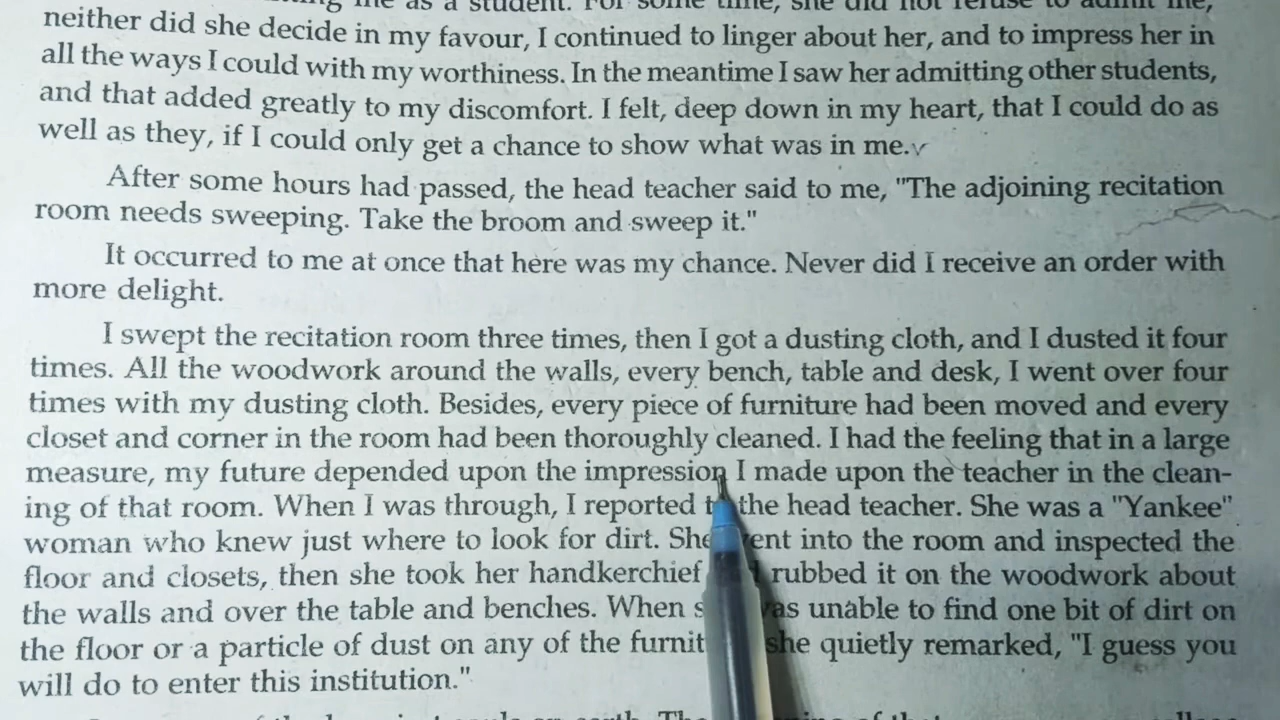 me as a student. For some time, she did not refuse to admit me,
neither did she decide in my favour, I continued to linger about her, and to impress her in
all the ways I could with my worthiness. In the meantime I saw her admitting other students,
and that added greatly to my discomfort. I felt, deep down in my heart, that I could do as
well as they, if I could only get a chance to show what was in me.
After some hours had passed, the head teacher said to me, "The adjoining recitation
room needs sweeping. Take the broom and sweep it."
It occurred to me at once that here was my chance. Never did I receive an order with
more delight.
I swept the recitation room three times, then I got a dusting cloth, and I dusted it four
times. All the woodwork around the walls, every bench, table and desk, I went over four
times with my dusting cloth. Besides, every piece of furniture had been moved and every
closet and corner in the room had been thoroughly cleaned. I had the feeling that in a large
measure, my future depended upon the impression I made upon the teacher in the clean-
ing of that room. When I was through, I reported the head teacher. She was a "Yankee"
woman who knew just where to look for dirt. She into the room and inspected the
floor and closets, then she took her handkerchief rubbed it on the woodwork about
the walls and over the table and benches. When unable to find one bit of dirt on
the floor or a particle of dust on any of the she quietly remarked, "I guess you
will do to enter this institution."